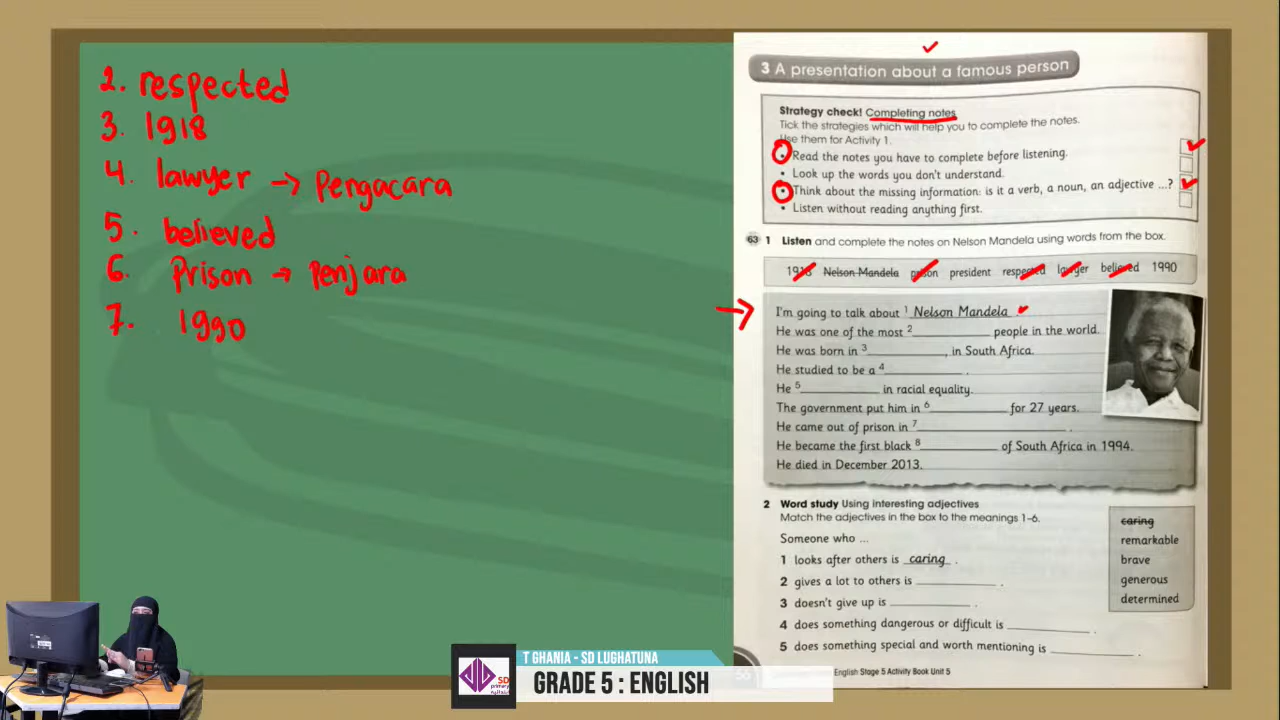 2. respected
3. 1918
4. lawyer → Pengacara
5. believed
6. Prison → Penjara
7. 1990
3 A presentation about a famous person
Strategy check! Completing notes
Tick the strategies which will help you to complete the notes.
Use them for Activity 1.
• Read the notes you have to complete before listening.
• Look up the words you don't understand.
• Think about the missing information: is it a verb, a noun, an adjective ...?
• Listen without reading anything first.
63 1 Listen and complete the notes on Nelson Mandela using words from the box.
1918 Nelson Mandela prison president respected lawyer believed 1990
I'm going to talk about 1 Nelson Mandela
He was one of the most 2 ____________ people in the world.
He was born in 3 ____________, in South Africa.
He studied to be a 4 ____________.
He 5 ____________ in racial equality.
The government put him in 6 ____________ for 27 years.
He came out of prison in 7 ____________.
He became the first black 8 ____________ of South Africa in 1994.
He died in December 2013.
2 Word study Using interesting adjectives
Match the adjectives in the box to the meanings 1–6.
Someone who ...
1 looks after others is caring.
2 gives a lot to others is ____________.
3 doesn't give up is ____________.
4 does something dangerous or difficult is ____________.
5 does something special and worth mentioning is ____________.
caring
remarkable
brave
generous
determined
English Stage 5 Activity Book Unit 5
T GHANIA - SD LUGHATUNA
GRADE 5 : ENGLISH